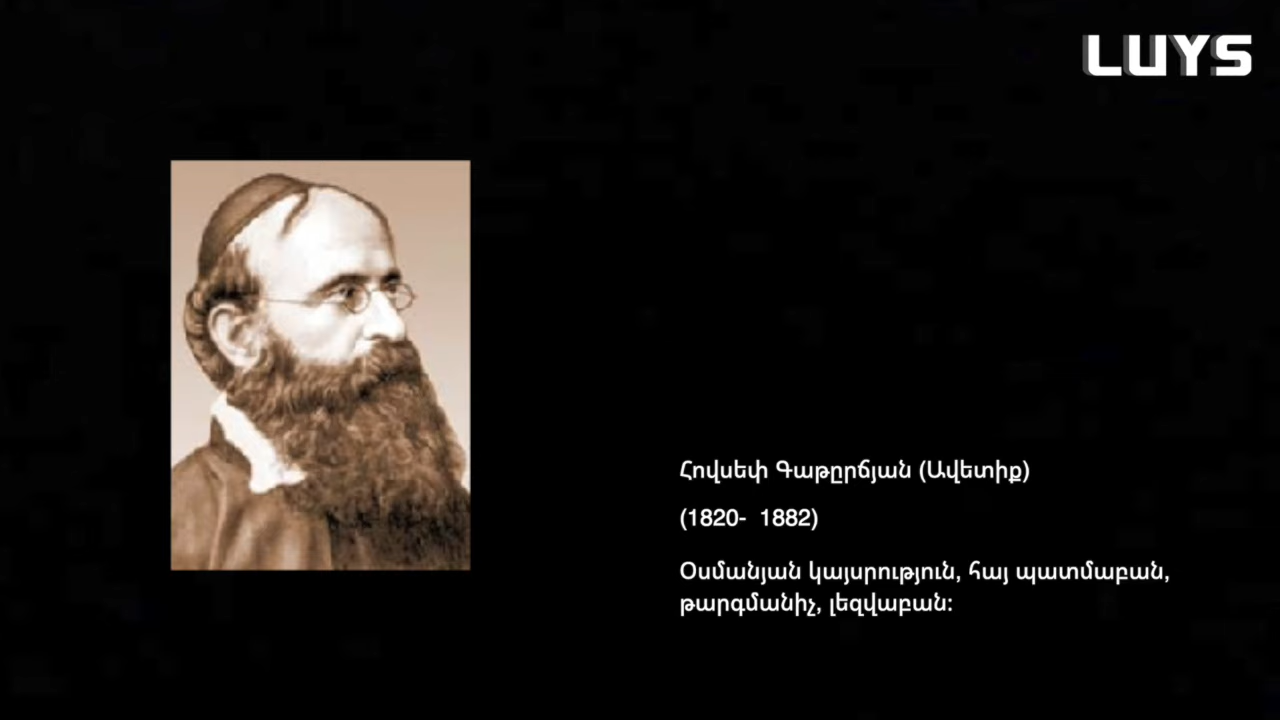 LUYS
Հովսեփ Գաթըրճյան (Ավետիք)
(1820-  1882)
Օսմանյան կայսրություն, հայ պատմաբան,
թարգմանիչ, լեզվաբան: